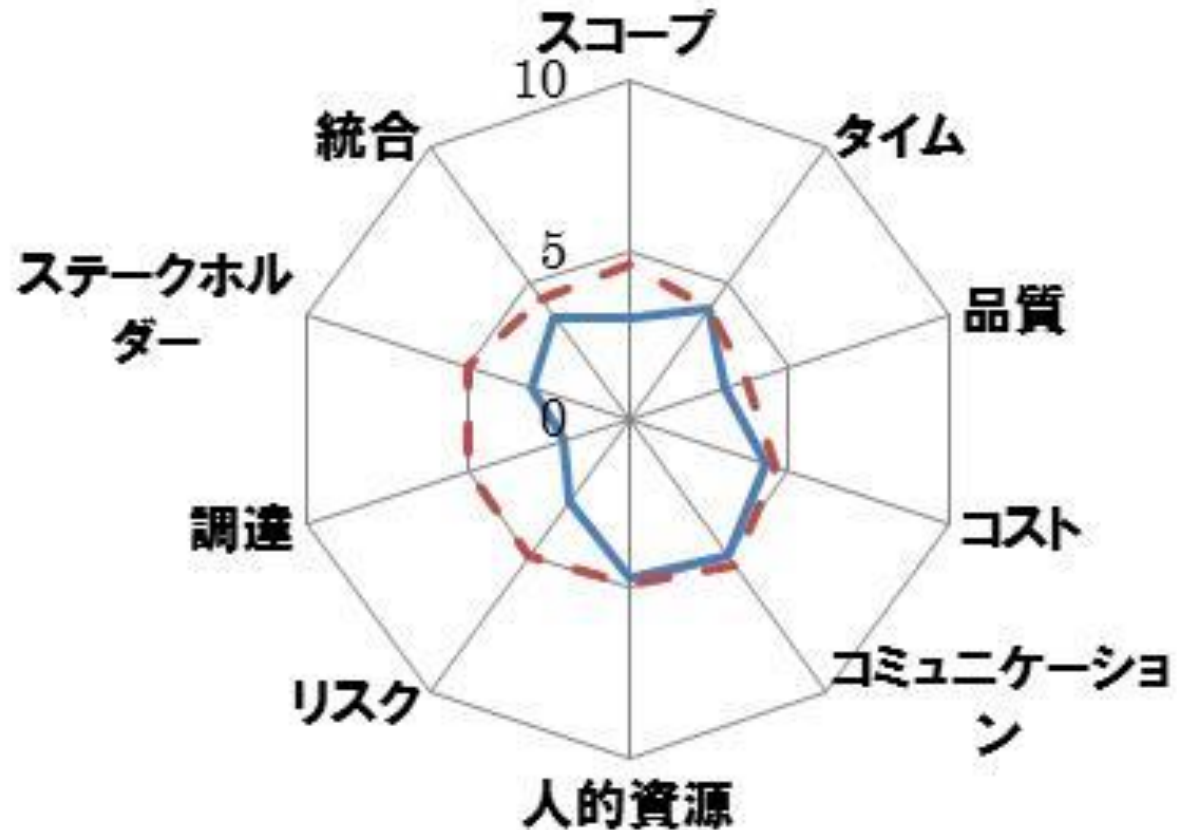 スコープ
10
タイム
統合
5
ステークホル
ダー
品質
0
調達
コスト
コミュニケーショ
ン
リスク
人的資源